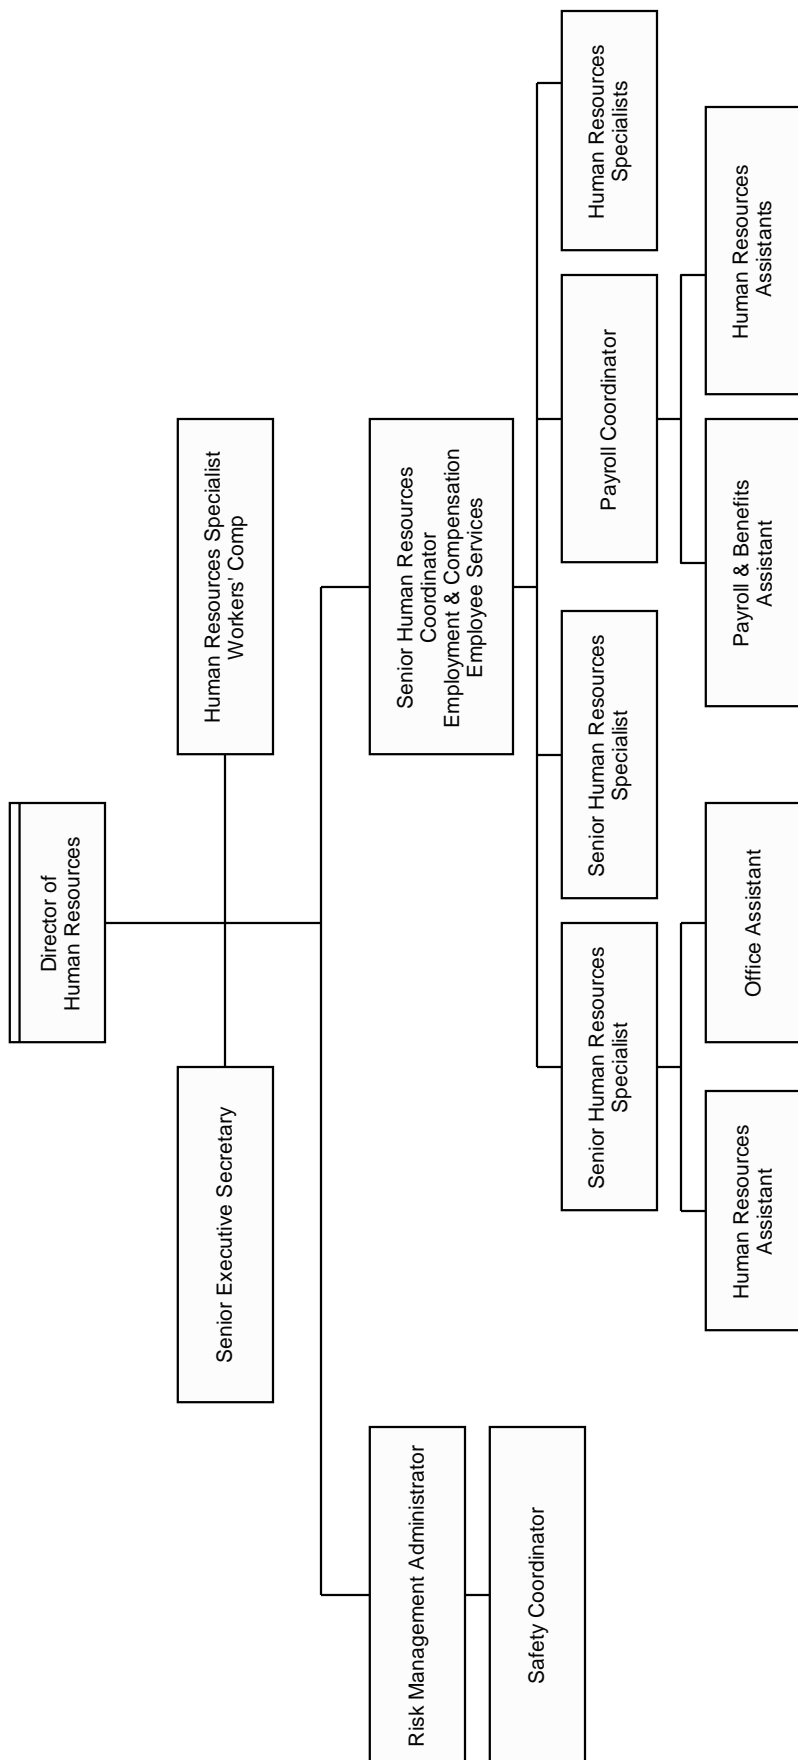 Director of
Human Resources
Senior Executive Secretary
Human Resources Specialist
Workers' Comp
Risk Management Administrator
Safety Coordinator
Senior Human Resources
Coordinator
Employment & Compensation
Employee Services
Senior Human Resources
Specialist
Senior Human Resources
Specialist
Payroll Coordinator
Human Resources
Specialists
Human Resources
Assistant
Office Assistant
Payroll & Benefits
Assistant
Human Resources
Assistants